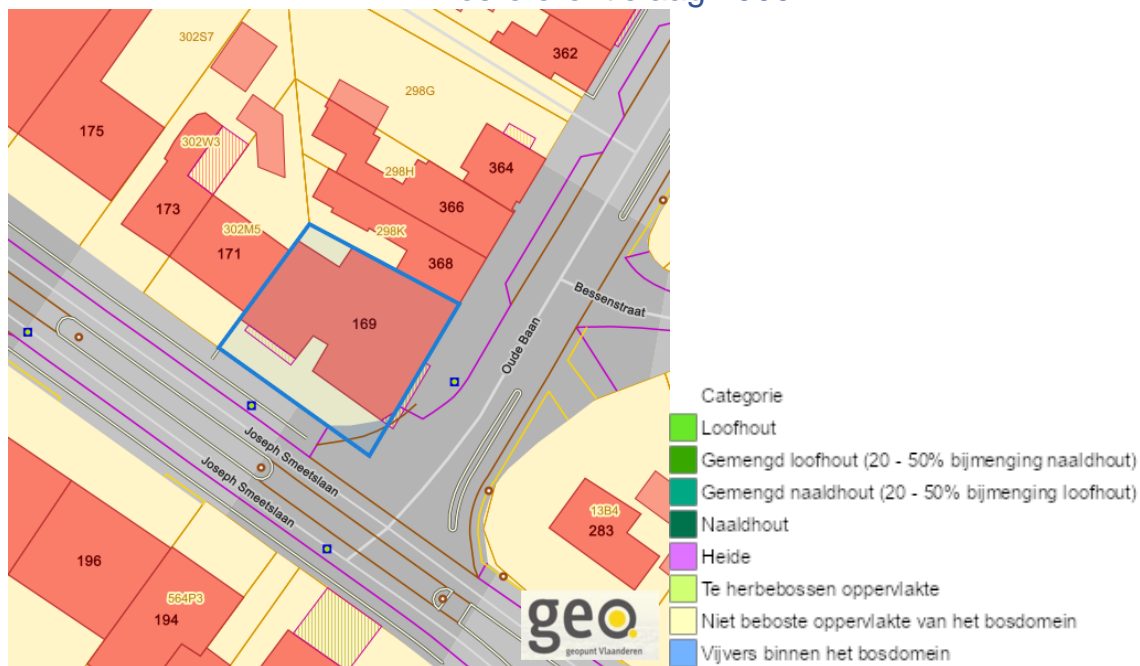 302S7
362
298G
175
302W3
364
298H
173
366
302M5
298K
171
368
Bessenstraat
169
Oude Baan
Categorie
Loofhout
Joseph Smeetslaan
Gemengd loofhout (20 - 50% bijmenging naaldhout)
Joseph Smeetslaan
Gemengd naaldhout (20 - 50% bijmenging loofhout)
13B4
283
Naaldhout
196
Heide
564P3
Te herbebossen oppervlakte
194
geo
geopunt Vlaanderen
Niet beboste oppervlakte van het bosdomein
Vijvers binnen het bosdomein